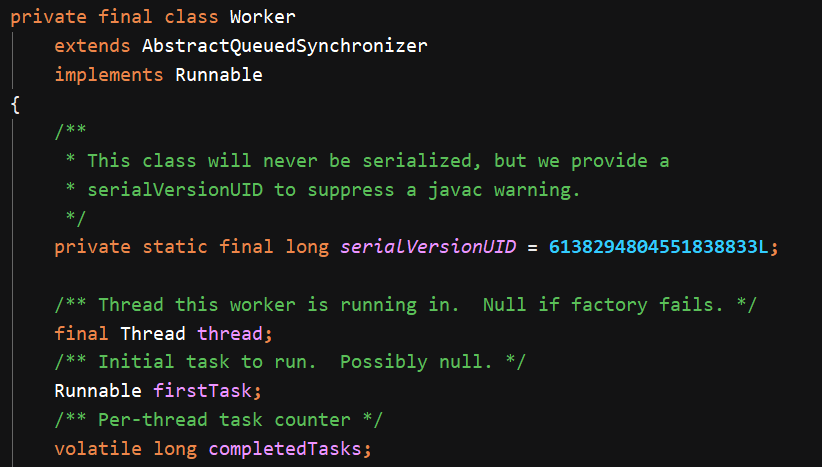 private final class Worker
    extends AbstractQueuedSynchronizer
    implements Runnable
{
    /**
     * This class will never be serialized, but we provide a
     * serialVersionUID to suppress a javac warning.
     */
    private static final long serialVersionUID = 6138294804551838833L;

    /** Thread this worker is running in.  Null if factory fails. */
    final Thread thread;
    /** Initial task to run.  Possibly null. */
    Runnable firstTask;
    /** Per-thread task counter */
    volatile long completedTasks;